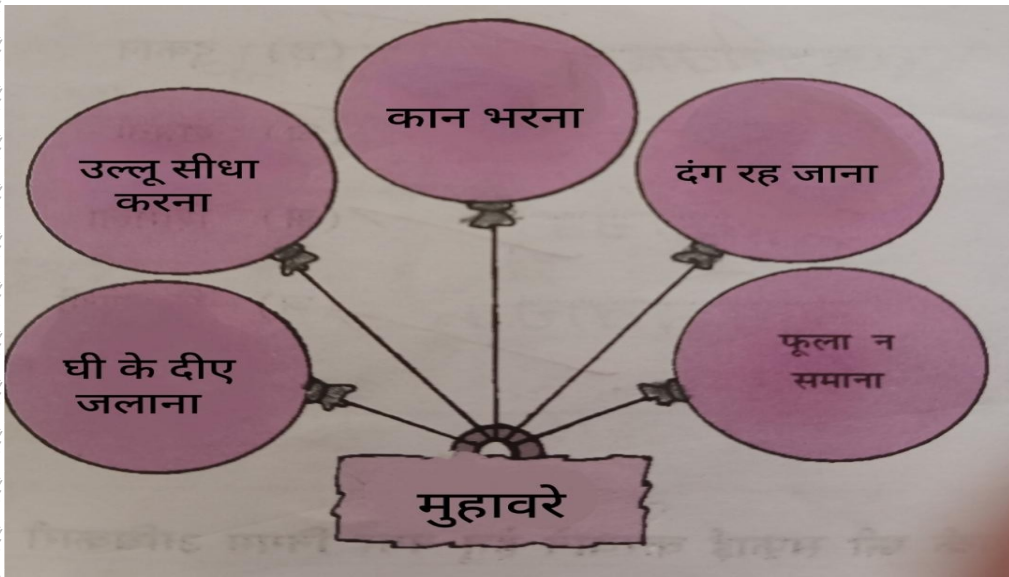 कान भरना
उल्लू सीधा
करना
दंग रह जाना
घी के दीए
जलाना
फूला न
समाना
मुहावरे